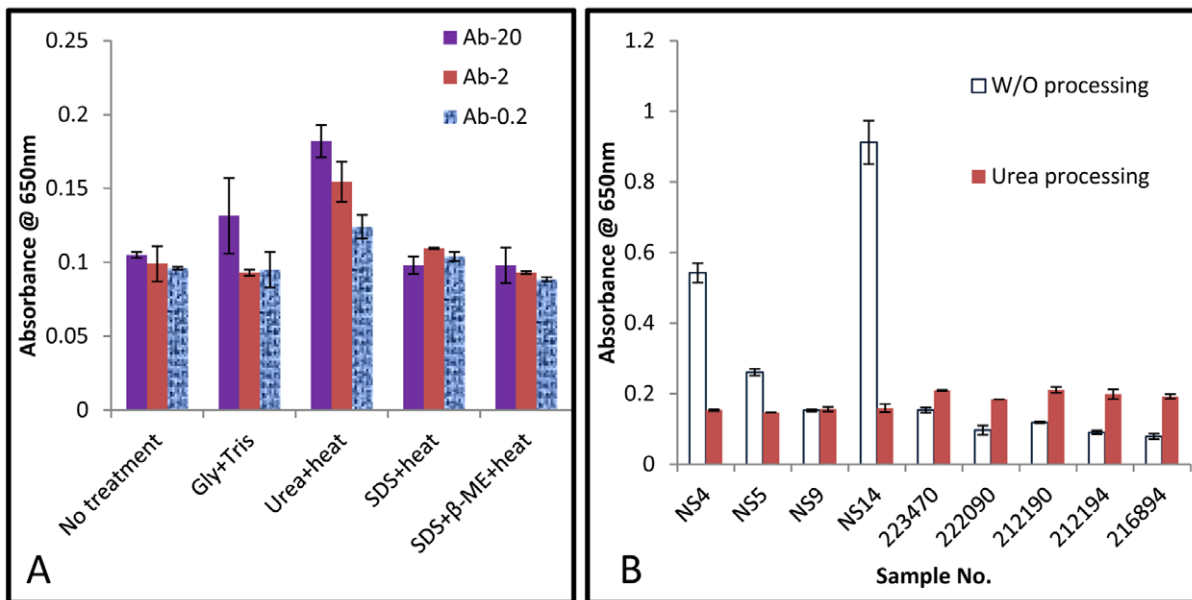 0.25
0.2
0.15
0.1
0.05
0
Absorbance @ 650nm
Ab-20
Ab-2
Ab-0.2
No treatment
Gly+Tris
Urea+heat
SDS+heat
SDS+β-ME+heat
A
1.2
1
0.8
0.6
0.4
0.2
0
Absorbance @ 650nm
W/O processing
Urea processing
NS4
NS5
NS9
NS14
223470
222090
212190
212194
216894
Sample No.
B